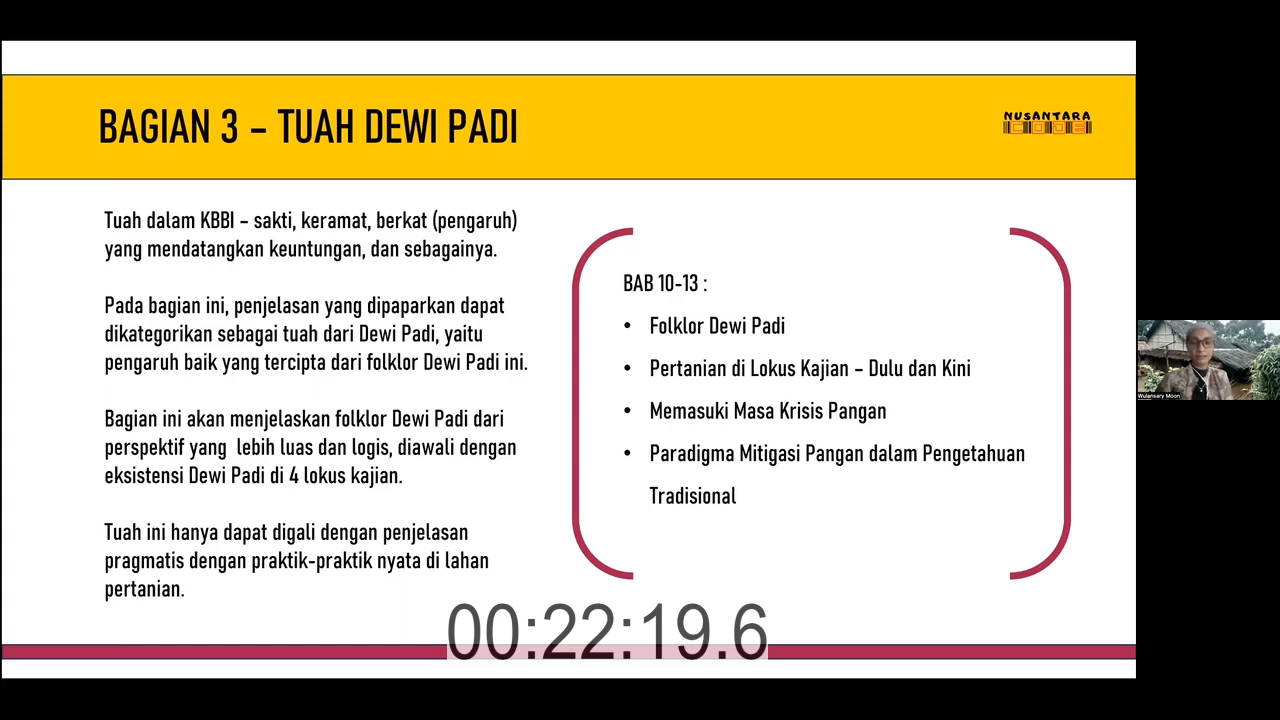 BAGIAN 3 – TUAH DEWI PADI
NUSANTARA
CODE
Tuah dalam KBBI – sakti, keramat, berkat (pengaruh)
yang mendatangkan keuntungan, dan sebagainya.
Pada bagian ini, penjelasan yang dipaparkan dapat
dikategorikan sebagai tuah dari Dewi Padi, yaitu
pengaruh baik yang tercipta dari folklor Dewi Padi ini.
Bagian ini akan menjelaskan folklor Dewi Padi dari
perspektif yang lebih luas dan logis, diawali dengan
eksistensi Dewi Padi di 4 lokus kajian.
Tuah ini hanya dapat digali dengan penjelasan
pragmatis dengan praktik-praktik nyata di lahan
pertanian.
BAB 10-13 :
• Folklor Dewi Padi
• Pertanian di Lokus Kajian – Dulu dan Kini
• Memasuki Masa Krisis Pangan
• Paradigma Mitigasi Pangan dalam Pengetahuan
Tradisional
Wulansary Moon
00:22:19.6